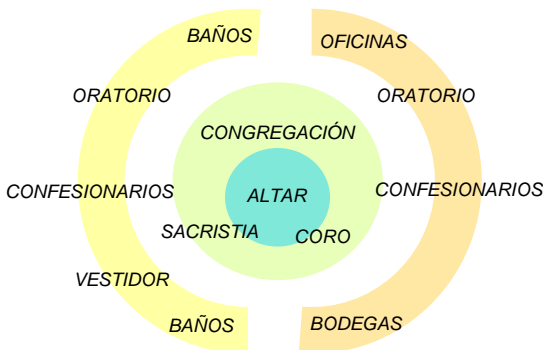 BAÑOS
OFICINAS
ORATORIO
ORATORIO
CONGREGACIÓN
CONFESIONARIOS
ALTAR
CONFESIONARIOS
SACRISTIA
CORO
VESTIDOR
BAÑOS
BODEGAS